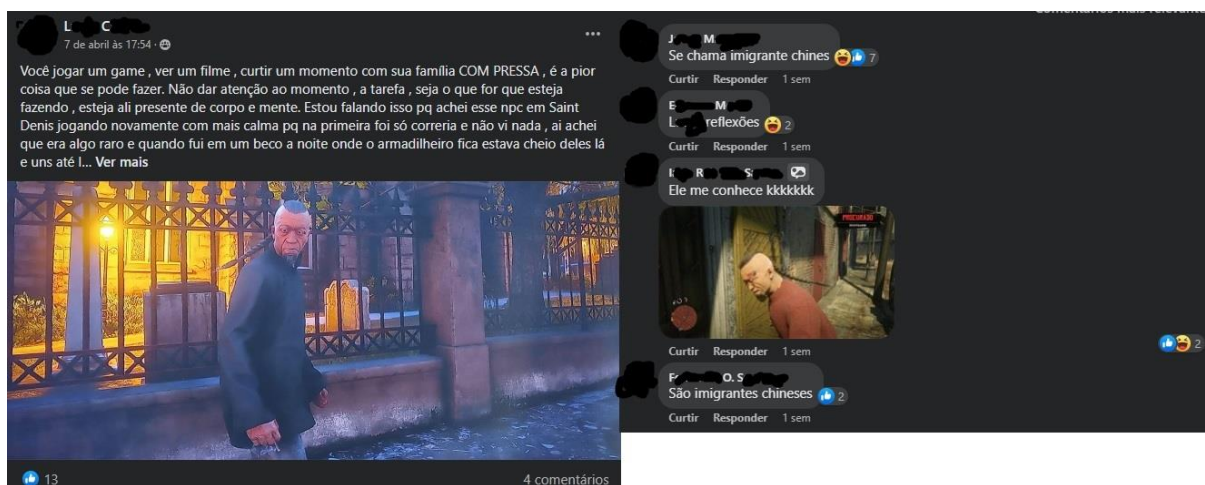 L C
7 de abril às 17:54
Você jogar um game , ver um filme , curtir um momento com sua família COM PRESSA , é a pior
coisa que se pode fazer. Não dar atenção ao momento , a tarefa , seja o que for que esteja
fazendo , esteja ali presente de corpo e mente. Estou falando isso pq achei esse npc em Saint
Denis jogando novamente com mais calma pq na primeira foi só correria e não vi nada , ai achei
que era algo raro e quando fui em um beco a noite onde o armadilheiro fica estava cheio deles lá
e uns até l... Ver mais
13
4 comentários
Comentários mais relevantes
J M
Se chama imigrante chines
7
Curtir Responder 1 sem
E M
L reflexões
2
Curtir Responder 1 sem
R S
Ele me conhece kkkkkkk
PROCURADO
Curtir Responder 1 sem
2
F O. S
São imigrantes chineses
2
Curtir Responder 1 sem